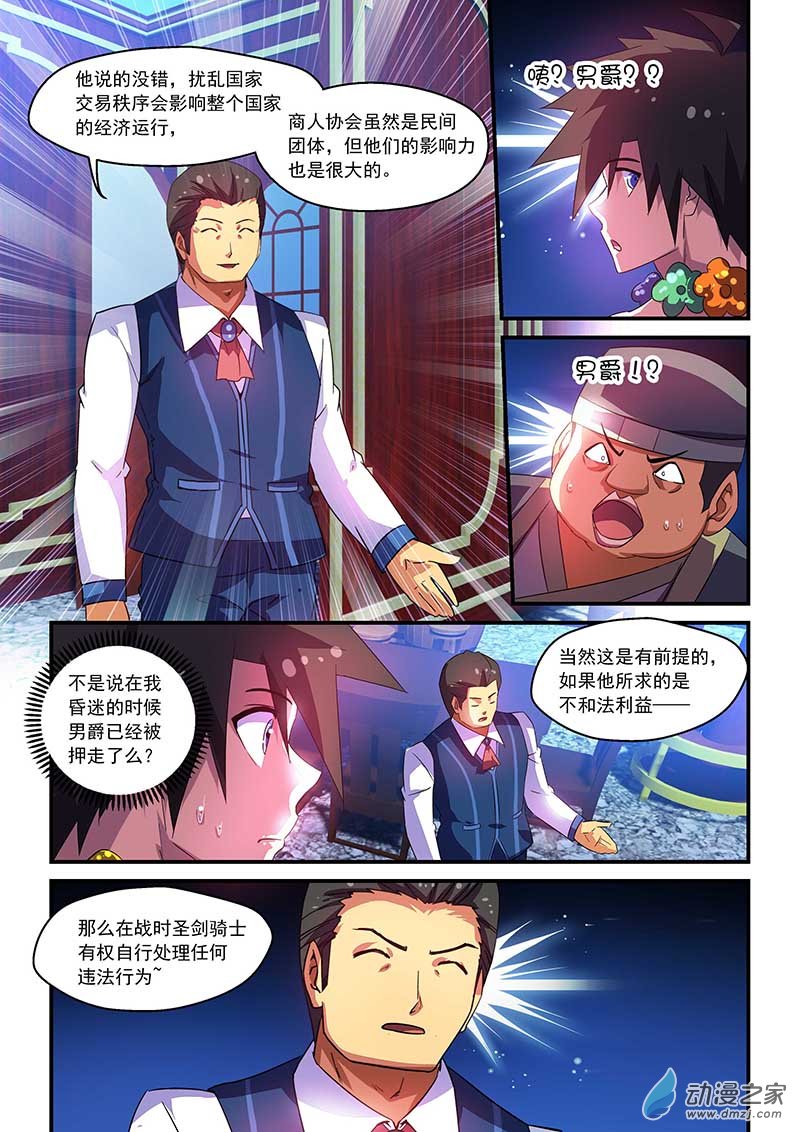 他说的没错，扰乱国家
交易秩序会影响整个国家
的经济运行，
商人协会虽然是民间
团体，但他们的影响力
也是很大的。
咦？男爵？？
男爵！？
不是说在我
昏迷的时候
男爵已经被
押走了么？
当然这是有前提的，
如果他所求的是
不和法利益——
那么在战时圣剑骑士
有权自行处理任何
违法行为~
动漫之家
www.dmzj.com